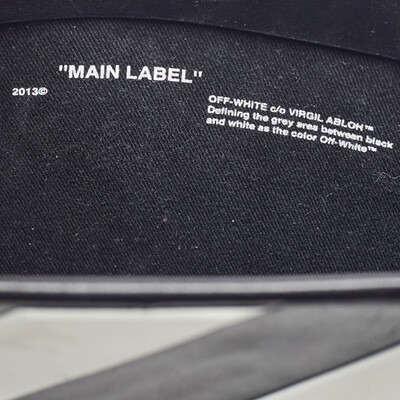 "MAIN LABEL"
2013©
OFF-WHITE c/o VIRGIL ABLOH™
Defining the grey area between black
and white as the color Off-White™